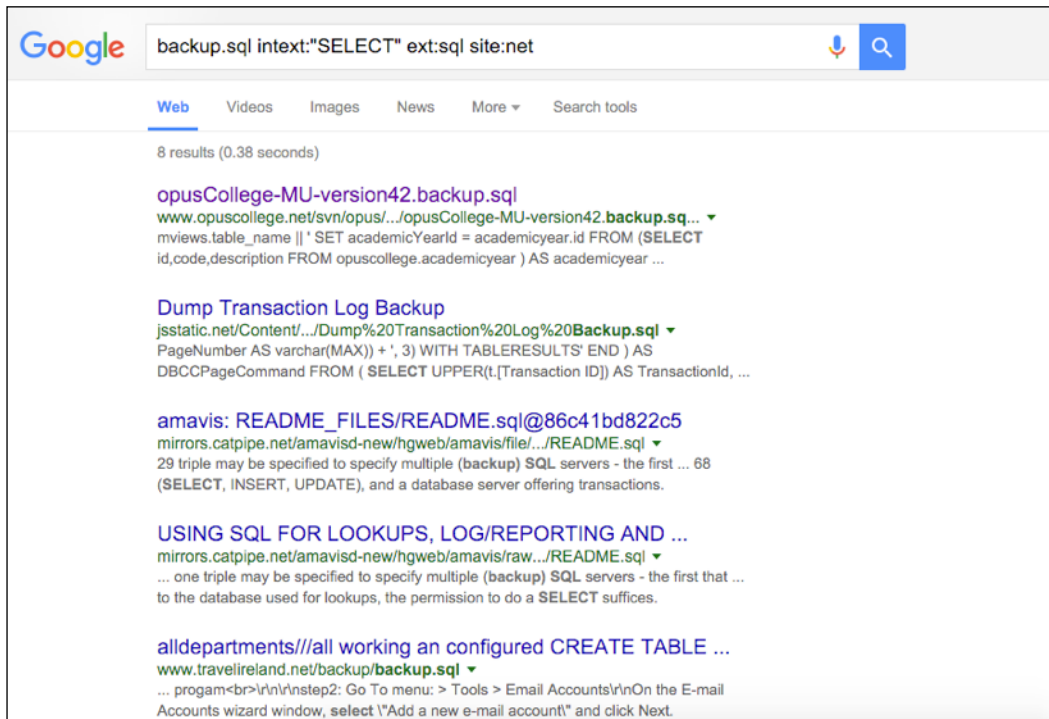 Google
backup.sql intext:"SELECT" ext:sql site:net
Web Videos Images News More Search tools
8 results (0.38 seconds)
opusCollege-MU-version42.backup.sql
www.opuscollege.net/svn/opus/.../opusCollege-MU-version42.backup.sq...
mviews.table_name || ' SET academicYearId = academicyear.id FROM (SELECT
id,code,description FROM opuscollege.academicyear ) AS academicyear ...
Dump Transaction Log Backup
jsstatic.net/Content/.../Dump%20Transaction%20Log%20Backup.sql
PageNumber AS varchar(MAX)) + ', 3) WITH TABLERESULTS' END ) AS
DBCCPageCommand FROM ( SELECT UPPER(t.[Transaction ID]) AS TransactionId, ...
amavis: README_FILES/README.sql@86c41bd822c5
mirrors.catpipe.net/amavisd-new/hgweb/amavis/file/.../README.sql
29 triple may be specified to specify multiple (backup) SQL servers - the first ... 68
(SELECT, INSERT, UPDATE), and a database server offering transactions.
USING SQL FOR LOOKUPS, LOG/REPORTING AND ...
mirrors.catpipe.net/amavisd-new/hgweb/amavis/raw.../README.sql
... one triple may be specified to specify multiple (backup) SQL servers - the first that ...
to the database used for lookups, the permission to do a SELECT suffices.
alldepartments///all working an configured CREATE TABLE ...
www.travelireland.net/backup/backup.sql
... progam<br>\r\n\r\nstep2: Go To menu: > Tools > Email Accounts\r\nOn the E-mail
Accounts wizard window, select \"Add a new e-mail account\" and click Next.